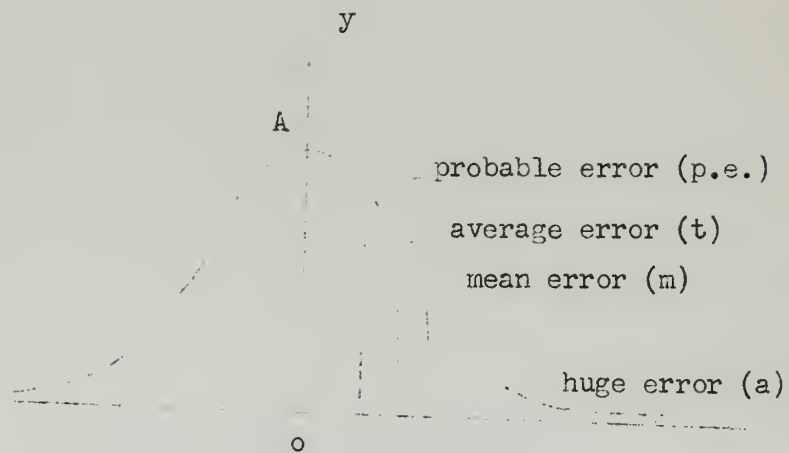 y
A
probable error (p.e.)
average error (t)
mean error (m)
huge error (a)
o